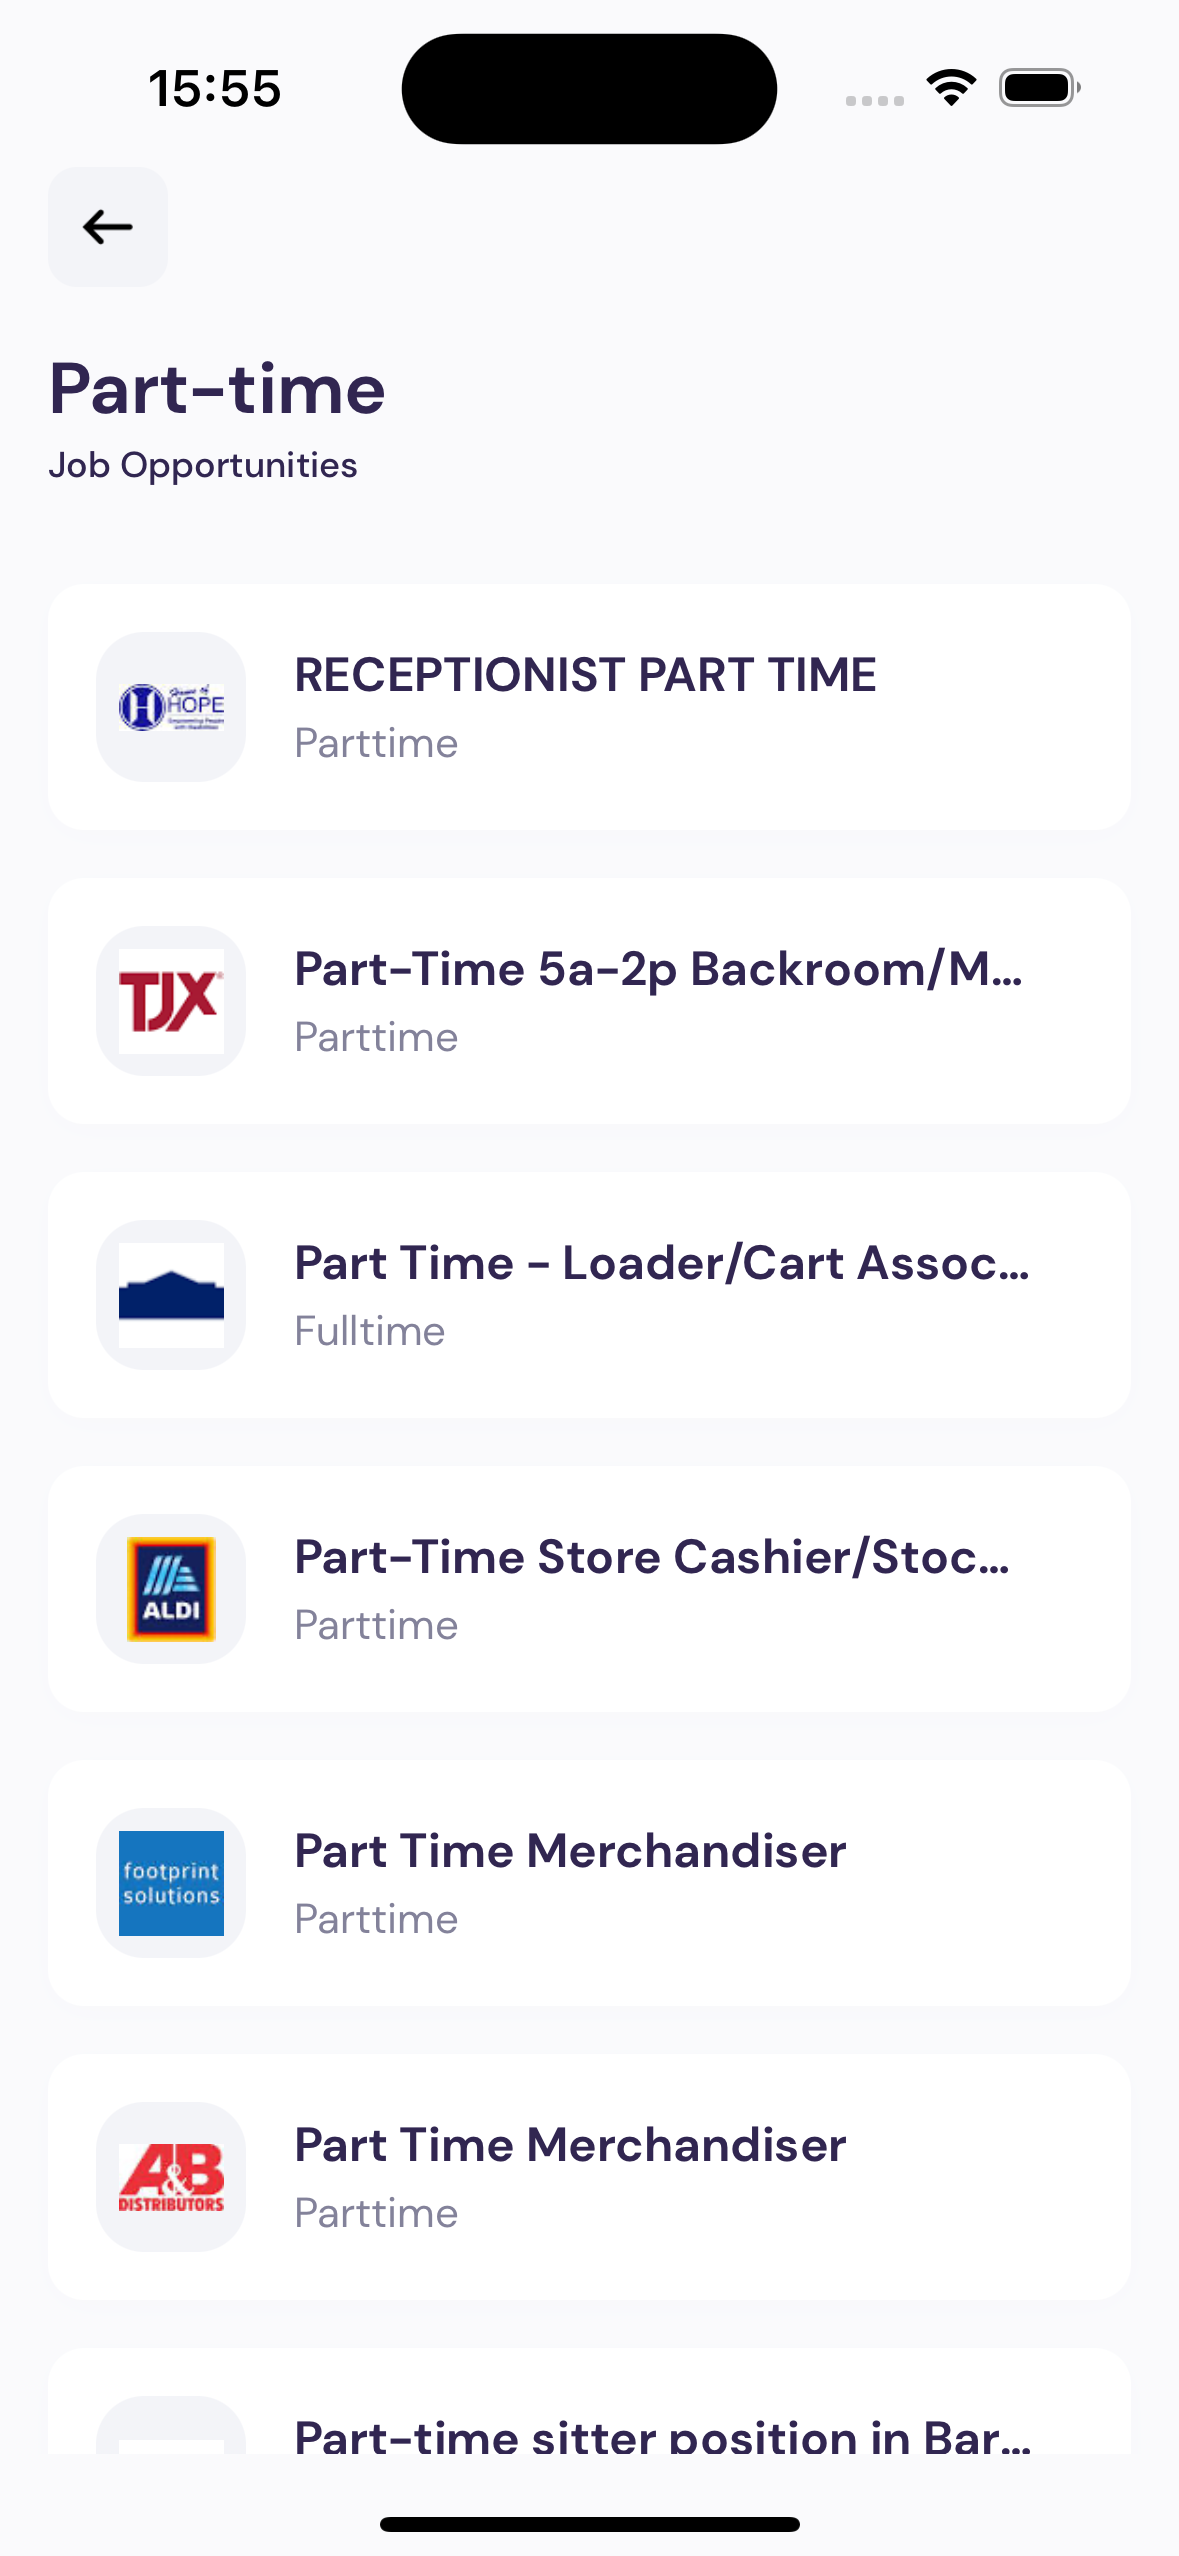 15:55
Part-time
Job Opportunities
HOPE
RECEPTIONIST PART TIME
Parttime
TJX
Part-Time 5a-2p Backroom/M...
Parttime
Part Time - Loader/Cart Assoc...
Fulltime
ALDI
Part-Time Store Cashier/Stoc...
Parttime
footprint
solutions
Part Time Merchandiser
Parttime
A&B
DISTRIBUTORS
Part Time Merchandiser
Parttime
Part-time sitter position in Bar...